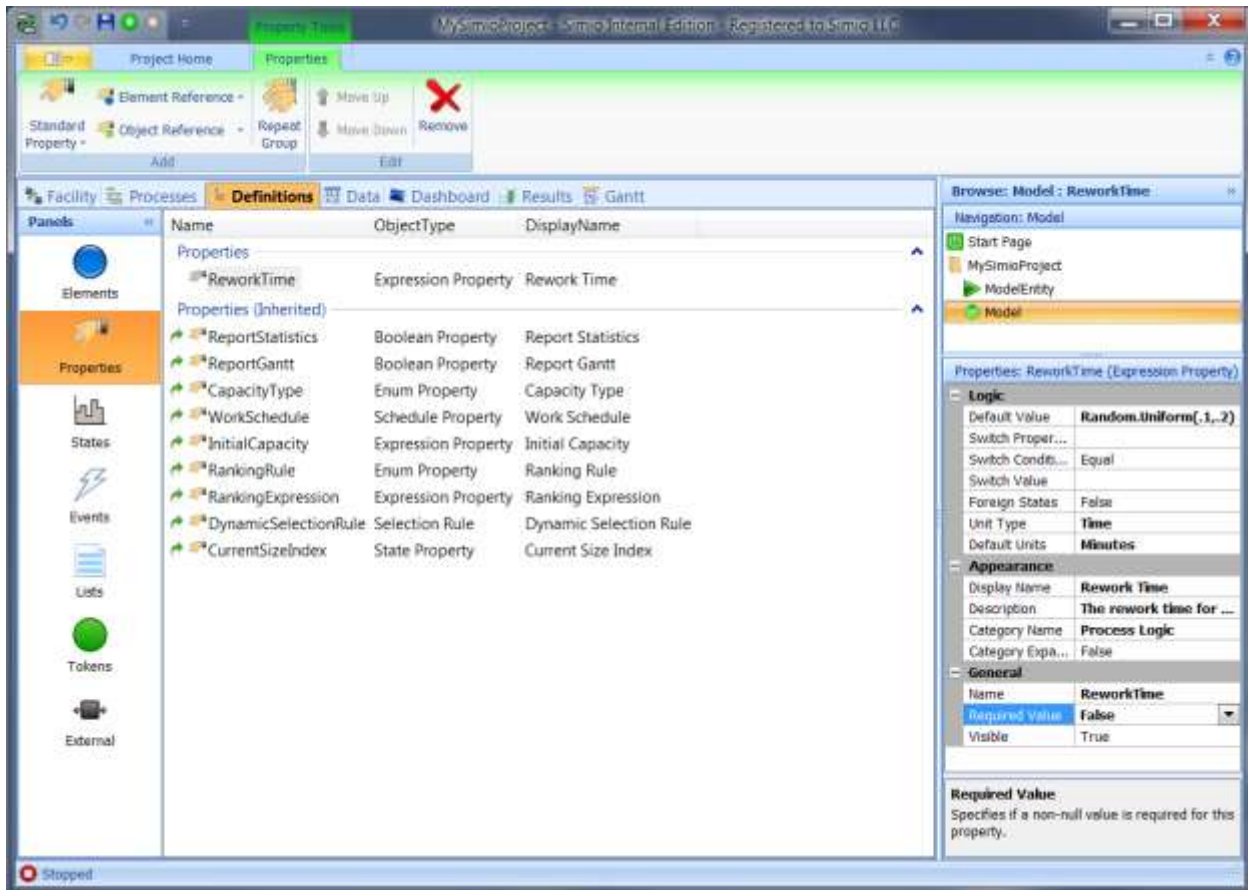 Property Tools
MySimioProject - Simio Internal Edition - Registered to Simio LLC
Project Home
Properties
Standard Property
Element Reference
Object Reference
Repeat Group
Move Up
Move Down
Remove
Add
Edit
Facility Processes Definitions Data Dashboard Results Gantt
Panels
Elements
Properties
States
Events
Lists
Tokens
External
Name ObjectType DisplayName
Properties
ReworkTime Expression Property Rework Time
Properties (Inherited)
ReportStatistics Boolean Property Report Statistics
ReportGantt Boolean Property Report Gantt
CapacityType Enum Property Capacity Type
WorkSchedule Schedule Property Work Schedule
InitialCapacity Expression Property Initial Capacity
RankingRule Enum Property Ranking Rule
RankingExpression Expression Property Ranking Expression
DynamicSelectionRule Selection Rule Dynamic Selection Rule
CurrentSizeIndex State Property Current Size Index
Browse: Model : ReworkTime
Navigation: Model
Start Page
MySimioProject
ModelEntity
Model
Properties: ReworkTime (Expression Property)
Logic
Default Value Random.Uniform(.1,.2)
Switch Proper...
Switch Conditi... Equal
Switch Value
Foreign States False
Unit Type Time
Default Units Minutes
Appearance
Display Name Rework Time
Description The rework time for ...
Category Name Process Logic
Category Expa... False
General
Name ReworkTime
Required Value False
Visible True
Required Value
Specifies if a non-null value is required for this
property.
Stopped